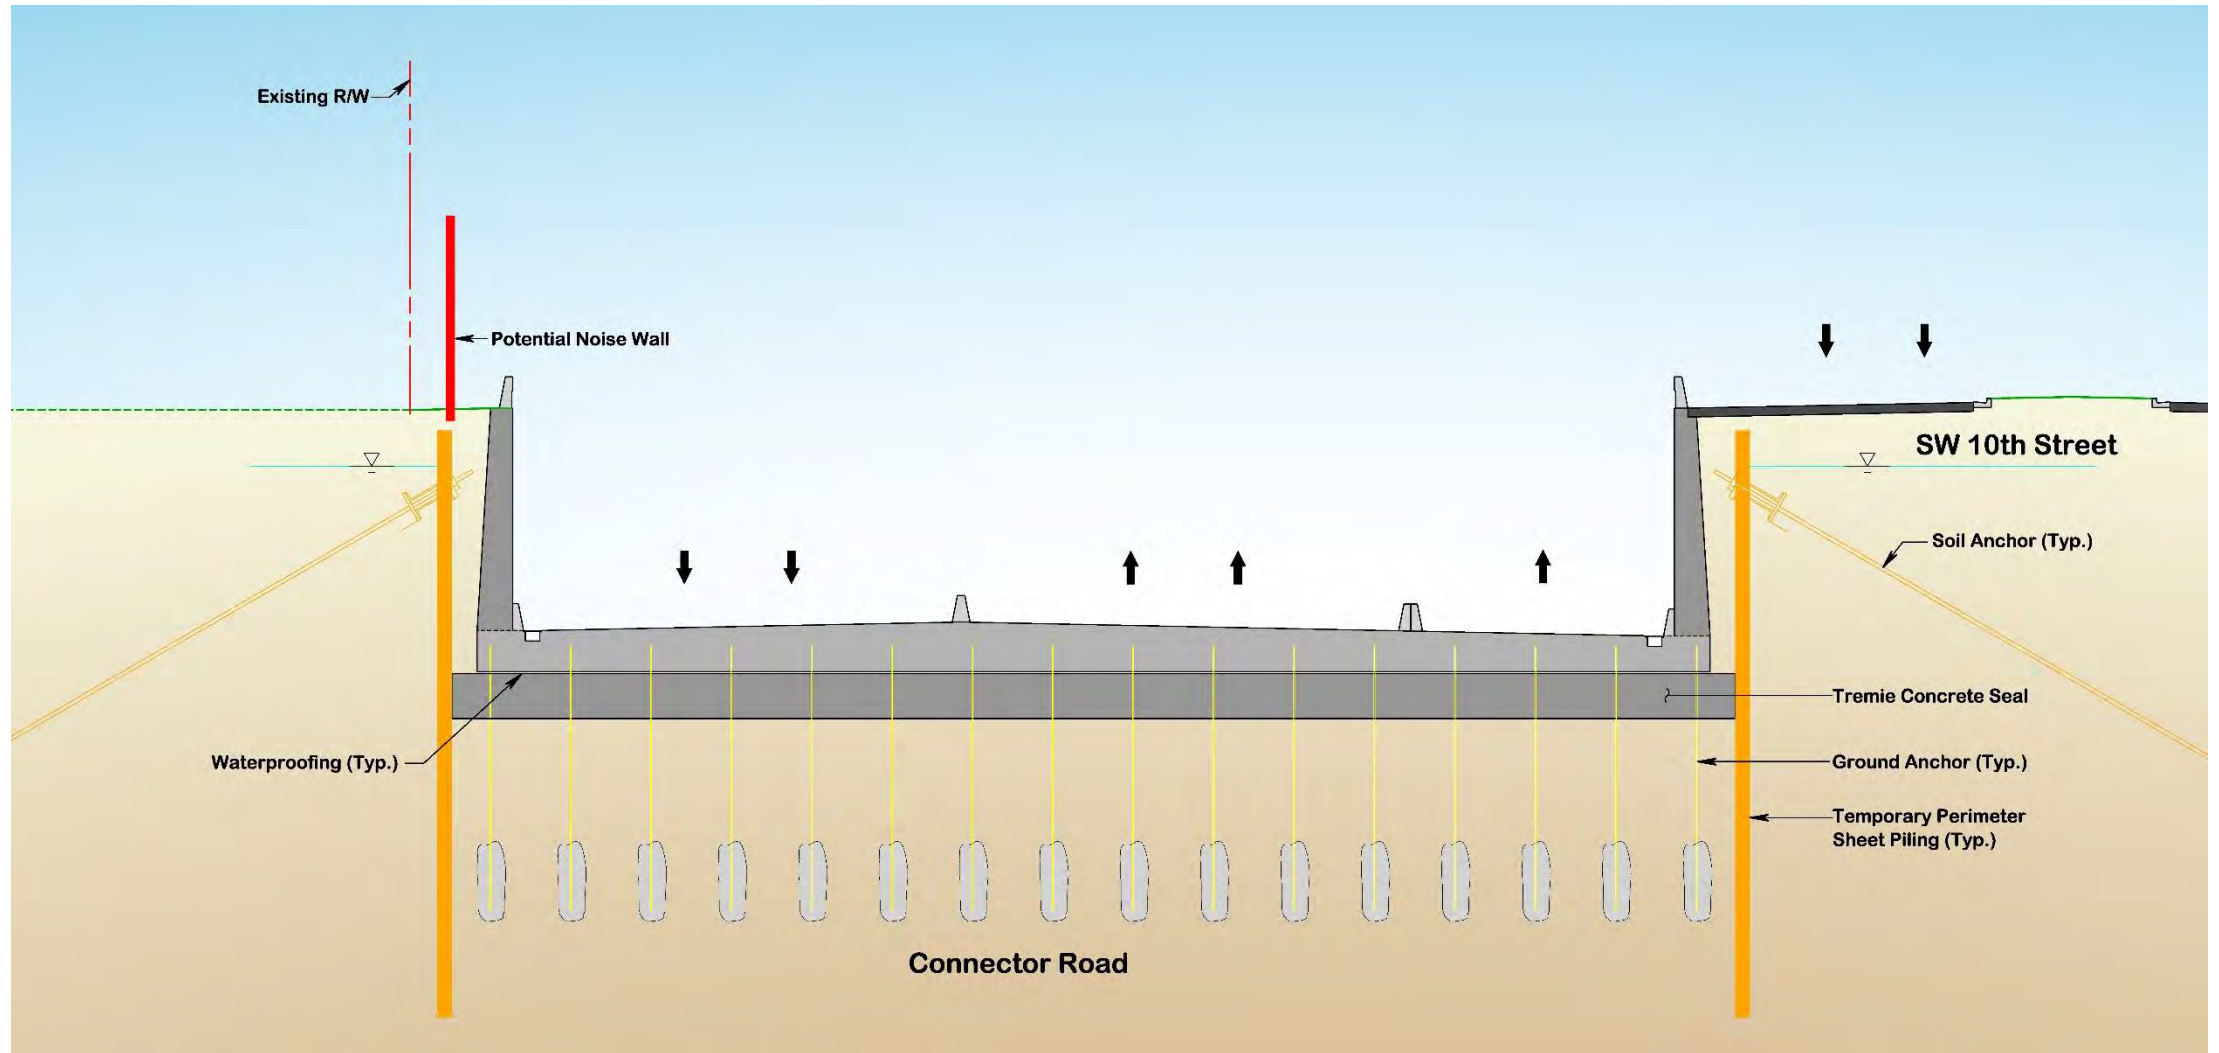 Existing R/W
Potential Noise Wall
SW 10th Street
Soil Anchor (Typ.)
Tremie Concrete Seal
Waterproofing (Typ.)
Ground Anchor (Typ.)
Temporary Perimeter
Sheet Piling (Typ.)
Connector Road